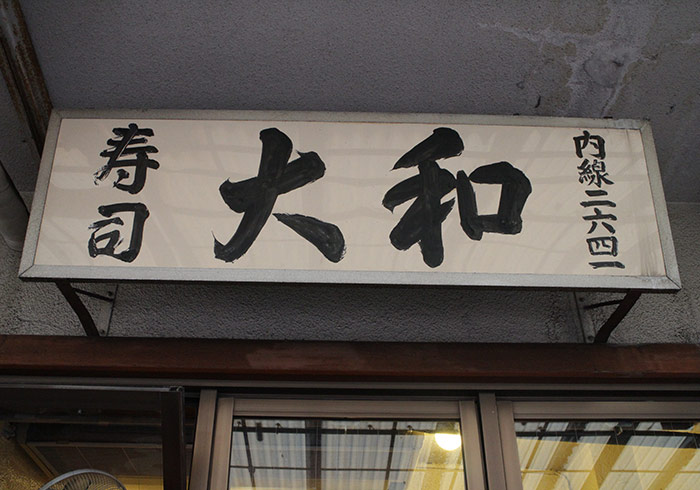 寿司
大和
内線二六四一